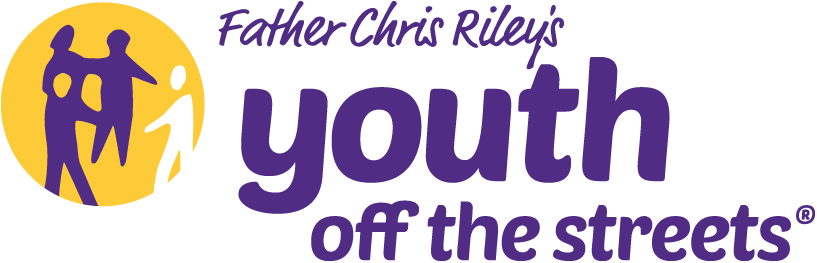 Father Chris Riley's
youth
off the streets®